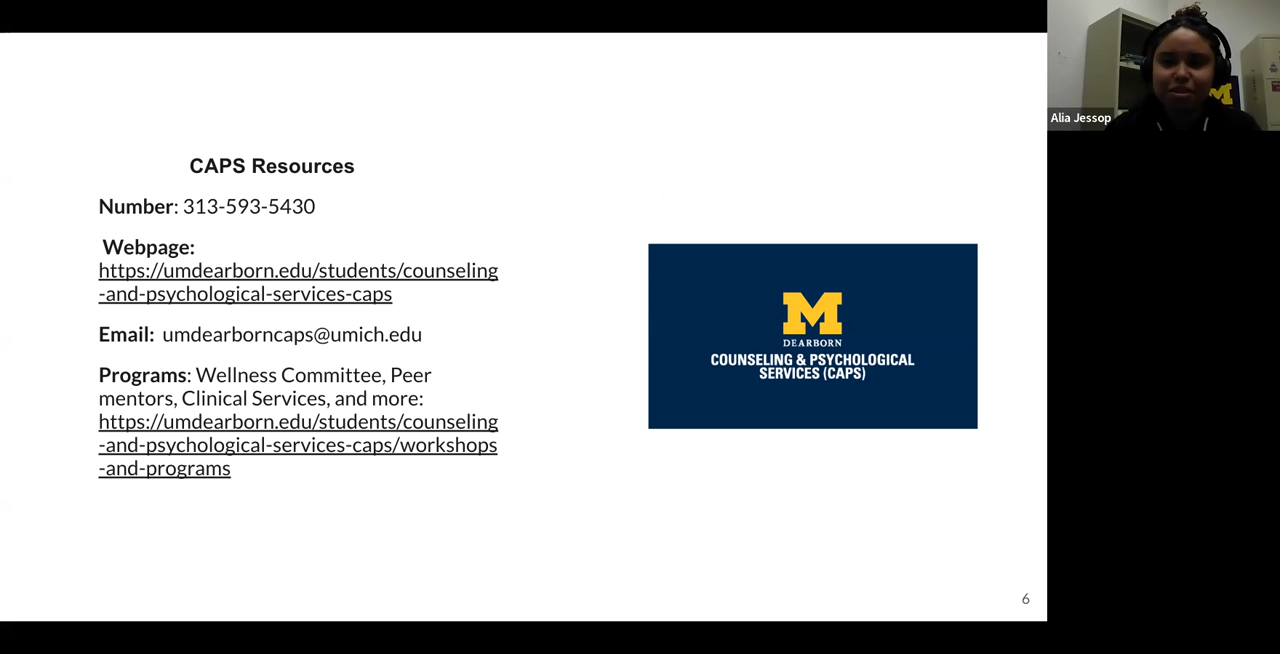 CAPS Resources
Number: 313-593-5430
Webpage:
https://umdearborn.edu/students/counseling
-and-psychological-services-caps
Email: umdearborncaps@umich.edu
Programs: Wellness Committee, Peer
mentors, Clinical Services, and more:
https://umdearborn.edu/students/counseling
-and-psychological-services-caps/workshops
-and-programs
M
DEARBORN
COUNSELING & PSYCHOLOGICAL
SERVICES (CAPS)
6
M
Alia Jessop